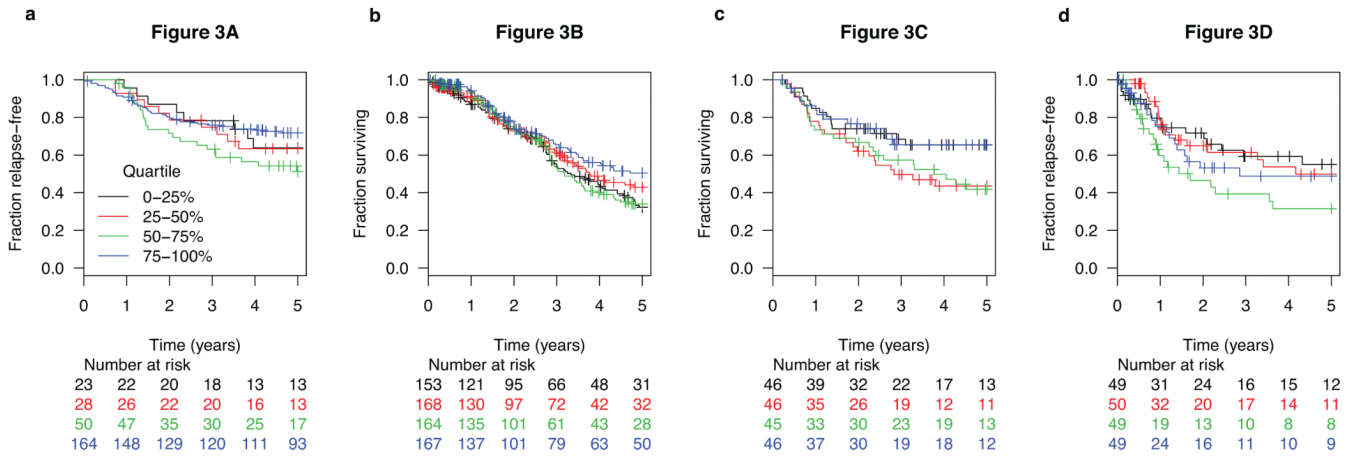 a
Figure 3A
Fraction relapse−free
1.0
0.8
0.6
0.4
0.2
0.0
Quartile
0−25%
25−50%
50−75%
75−100%
0 1 2 3 4 5
Time (years)
Number at risk
23 22 20 18 13 13
28 26 22 20 16 13
50 47 35 30 25 17
164 148 129 120 111 93
b
Figure 3B
Fraction surviving
1.0
0.8
0.6
0.4
0.2
0.0
0 1 2 3 4 5
Time (years)
Number at risk
153 121 95 66 48 31
168 130 97 72 42 32
164 135 101 61 43 28
167 137 101 79 63 50
c
Figure 3C
Fraction surviving
1.0
0.8
0.6
0.4
0.2
0.0
0 1 2 3 4 5
Time (years)
Number at risk
46 39 32 22 17 13
46 35 26 19 12 11
45 33 30 23 19 13
46 37 30 19 18 12
d
Figure 3D
Fraction relapse−free
1.0
0.8
0.6
0.4
0.2
0.0
0 1 2 3 4 5
Time (years)
Number at risk
49 31 24 16 15 12
50 32 20 17 14 11
49 19 13 10 8 8
49 24 16 11 10 9